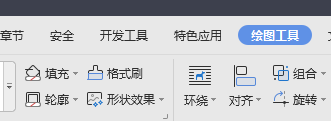 章节 安全 开发工具 特色应用 绘图工具
填充 格式刷 组合
轮廓 形状效果 环绕 对齐 旋转